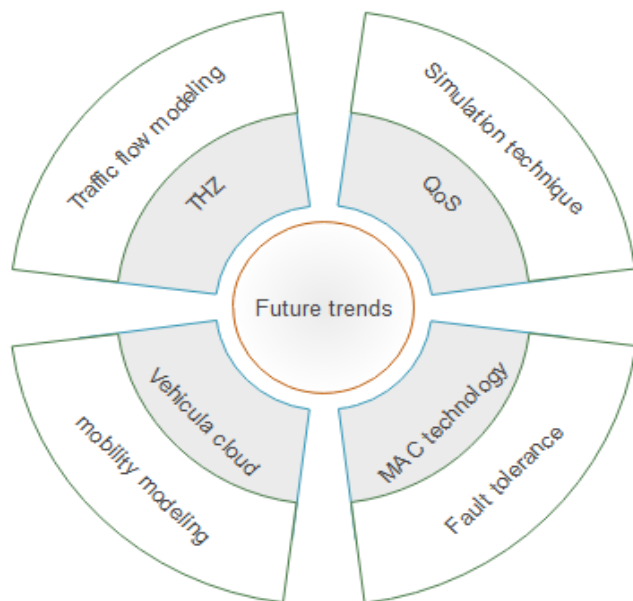 Traffic flow modeling
Simulation technique
THZ
QoS
Future trends
Vehicula cloud
MAC technology
mobility modeling
Fault tolerance